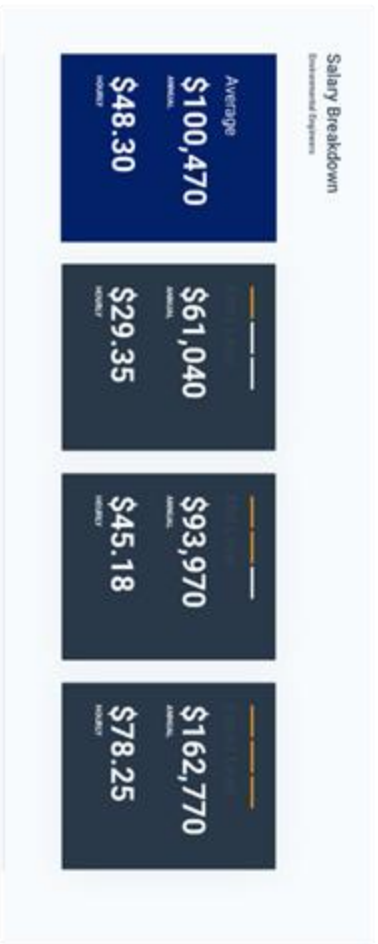 Salary Breakdown
Environmental Engineers
Average
$100,470
ANNUAL
$48.30
HOURLY
$61,040
ANNUAL
$29.35
HOURLY
$93,970
ANNUAL
$45.18
HOURLY
$162,770
ANNUAL
$78.25
HOURLY